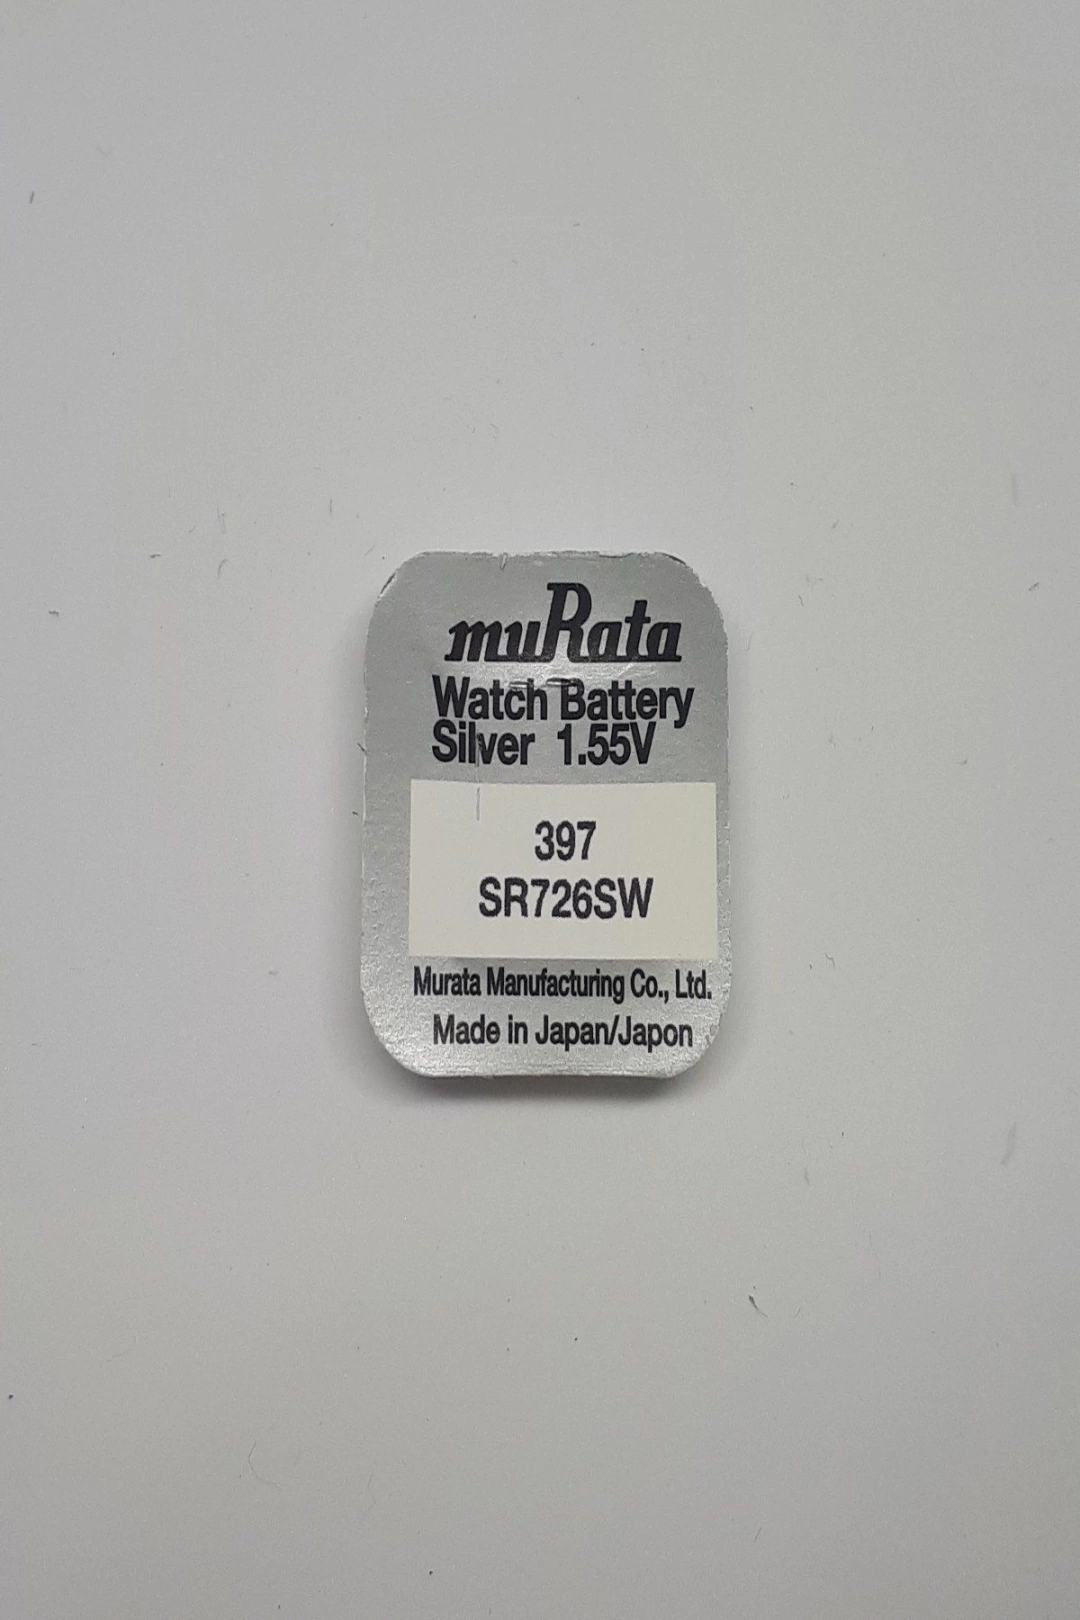 muRata
Watch Battery
Silver 1.55V
397
SR726SW
Murata Manufacturing Co., Ltd.
Made in Japan/Japon